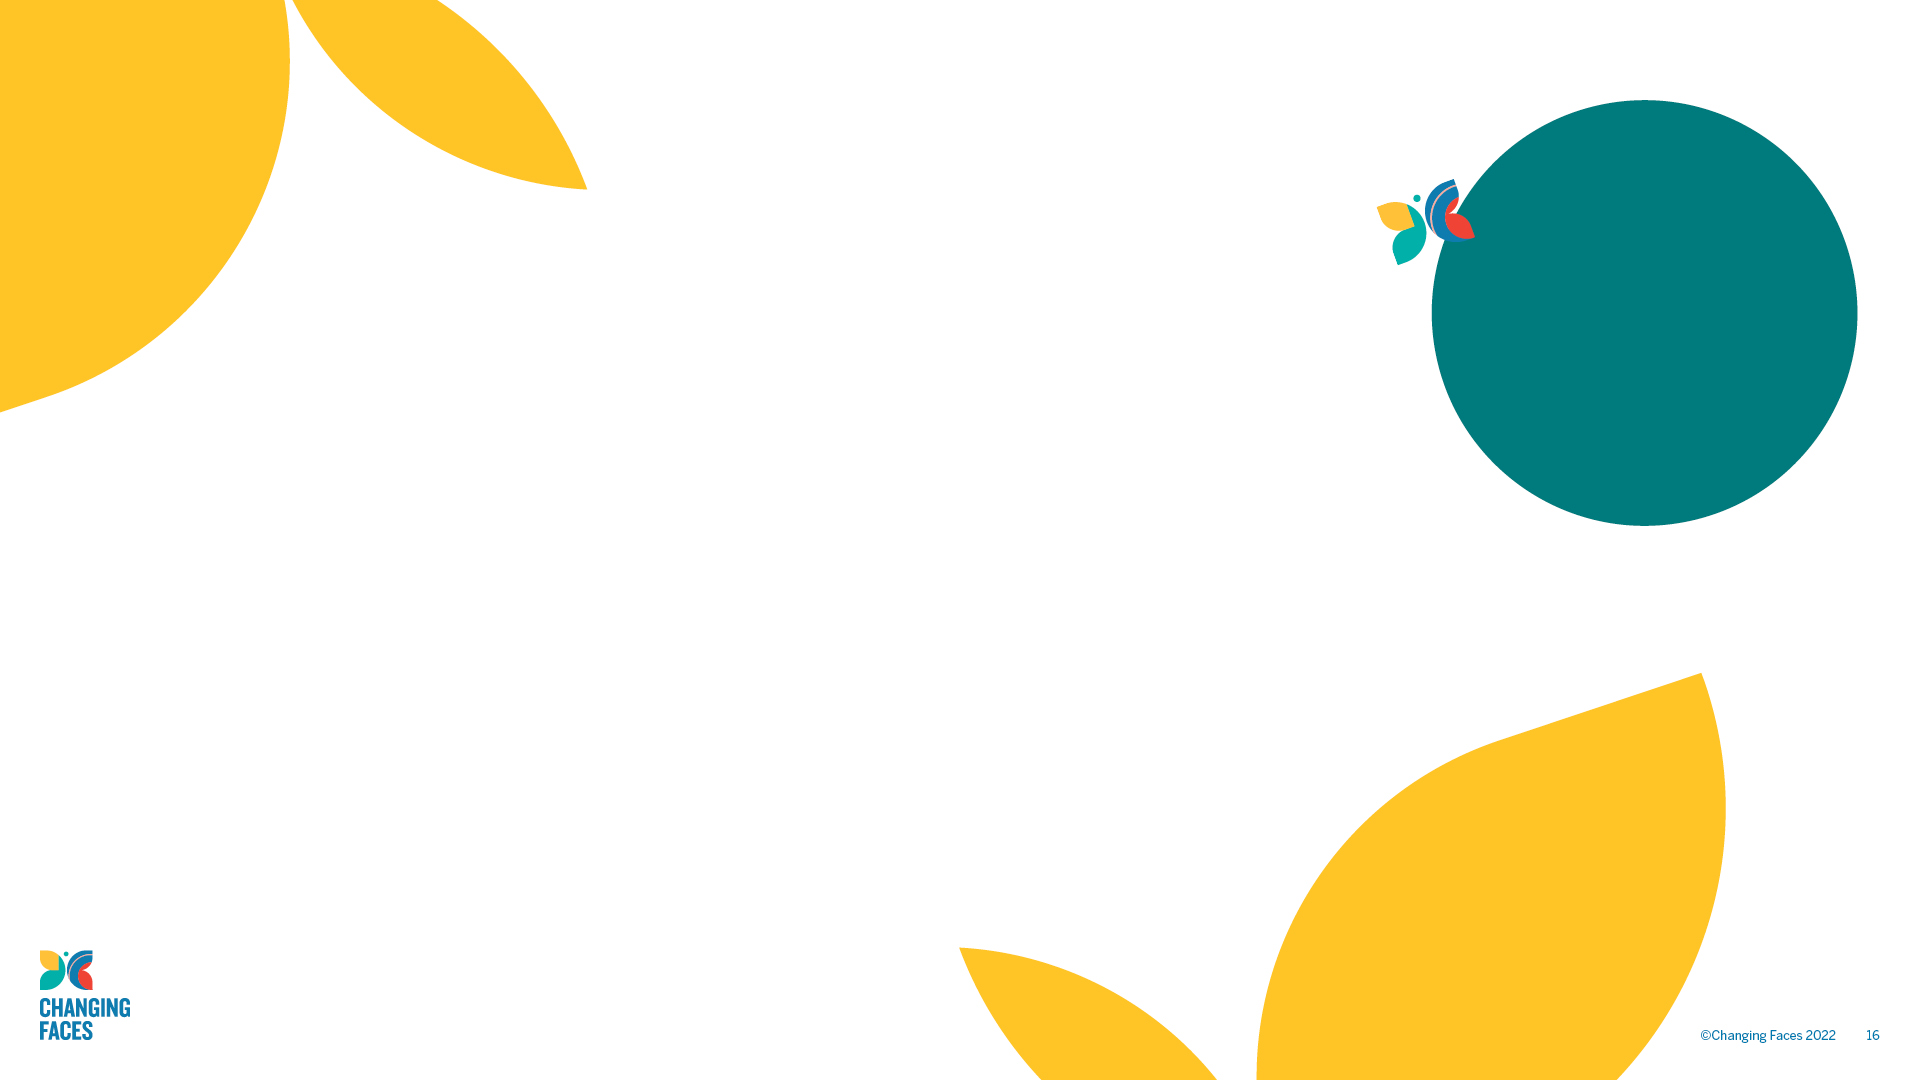 CHANGING
FACES
©Changing Faces 2022 16